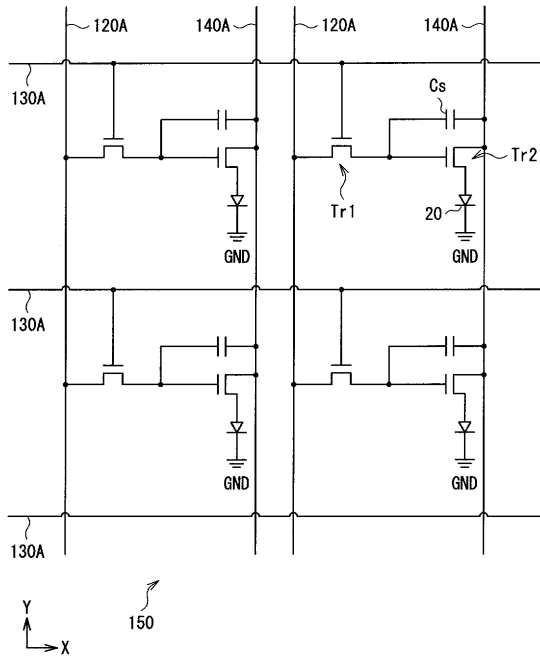 120A 140A 120A 140A
130A
Cs
Tr1
Tr2
20
GND GND
130A
GND GND
130A
150
Y
X